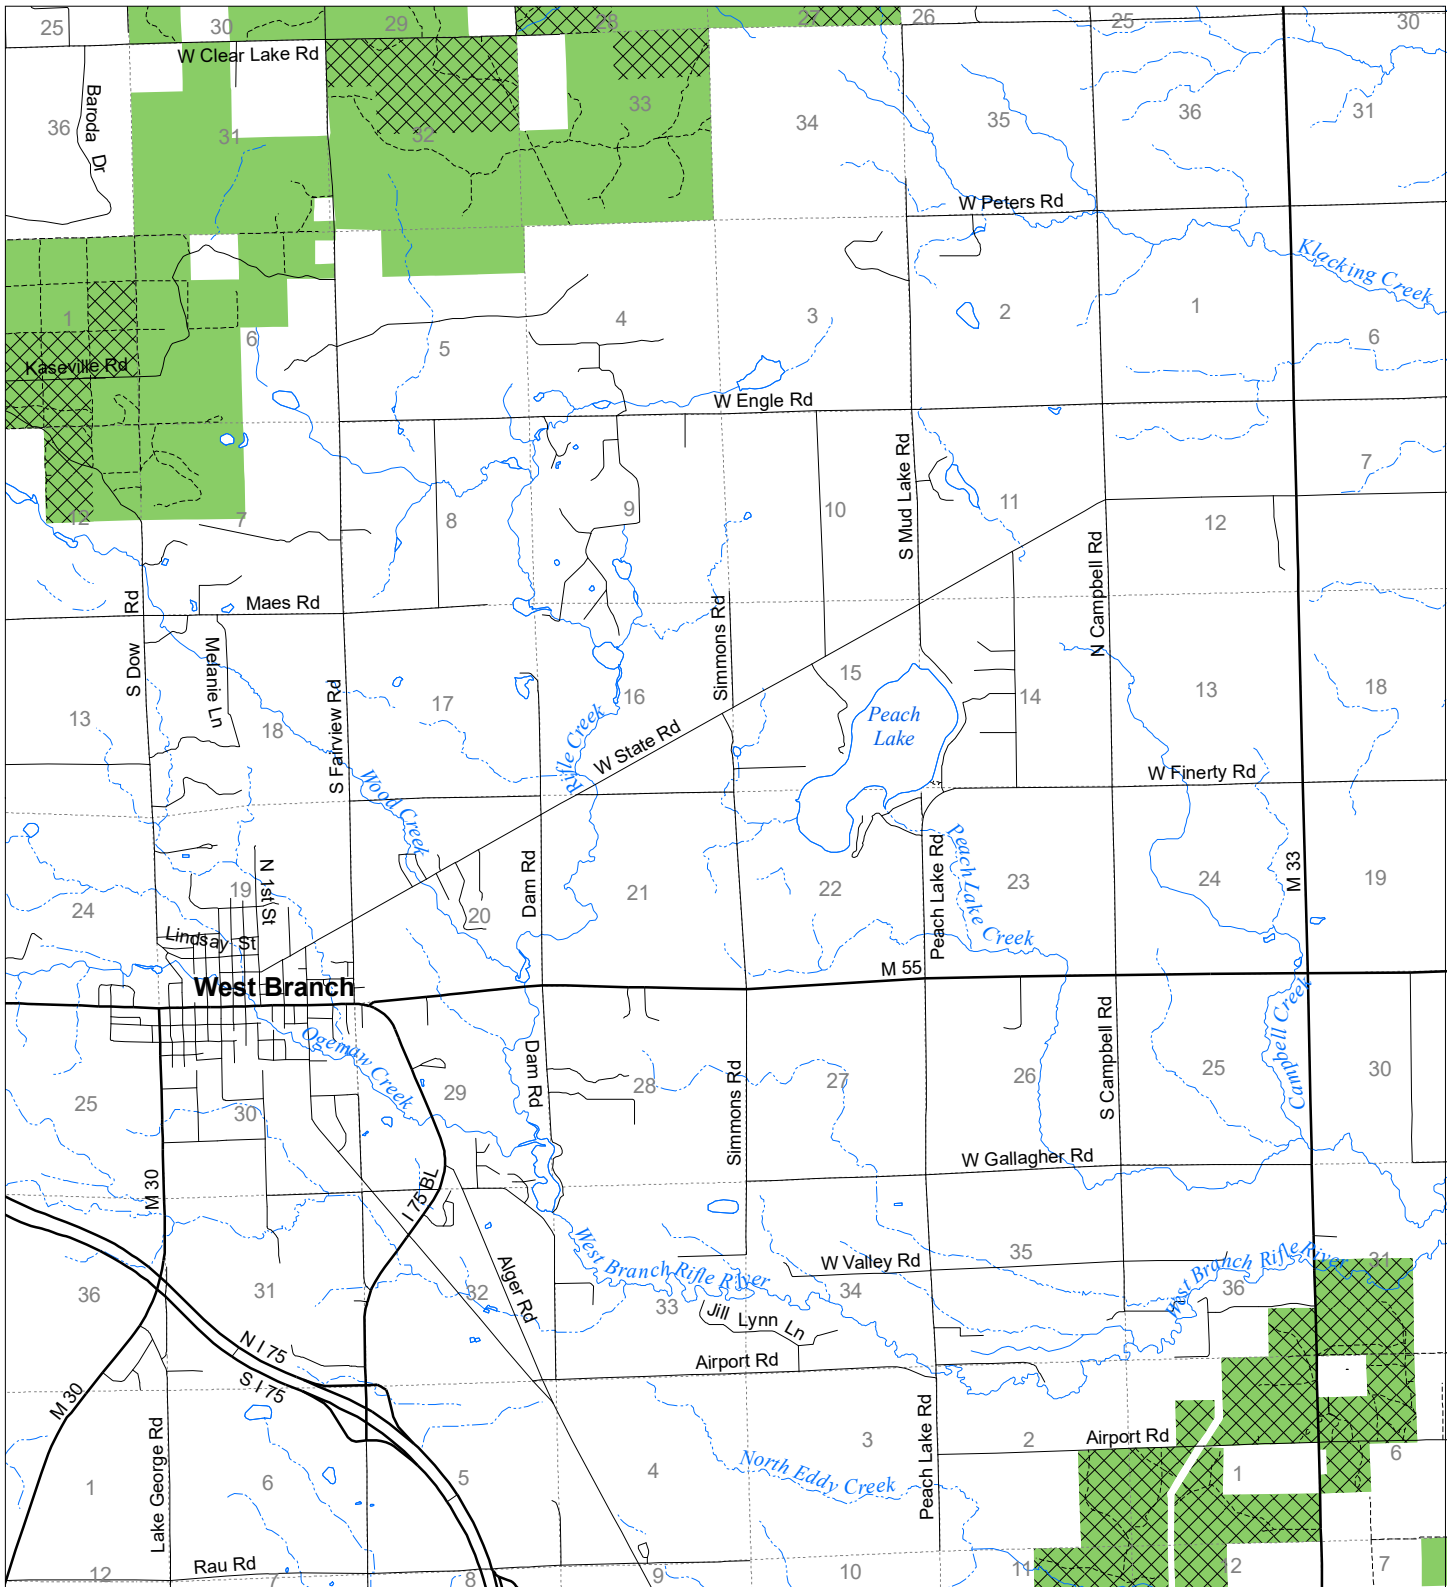 25
30
29
28
27
26
25
30
W Clear Lake Rd
36
Baroda Dr
31
32
33
34
35
36
31
W Peters Rd
Klacking Creek
1
6
5
4
3
2
1
6
Kaseville Rd
W Engle Rd
12
7
8
9
10
S Mud Lake Rd
11
N Campbell Rd
12
7
S Dow Rd
Maes Rd
Melanie Ln
13
18
S Fairview Rd
17
16
Simmons Rd
15
14
13
18
Peach
Lake
Rifle Creek
W State Rd
W Finerty Rd
Wood Creek
24
19
N 1st St
20
Dam Rd
21
22
Peach Lake Rd
Peach Lake Creek
23
24
M 33
19
Lindsay St
West Branch
M 55
Ogemaw Creek
25
30
29
Dam Rd
28
Simmons Rd
27
26
S Campbell Rd
25
Campbell Creek
30
W Gallagher Rd
M 30
I 75 BL
West Branch Rifle River
W Valley Rd
35
West Branch Rifle River
31
36
31
32
Alger Rd
33
34
36
Jill Lynn Ln
Airport Rd
N I 75
S I 75
M 30
Lake George Rd
1
6
5
4
North Eddy Creek
3
Peach Lake Rd
2
Airport Rd
1
6
12
Rau Rd
7
8
9
10
11
12
7